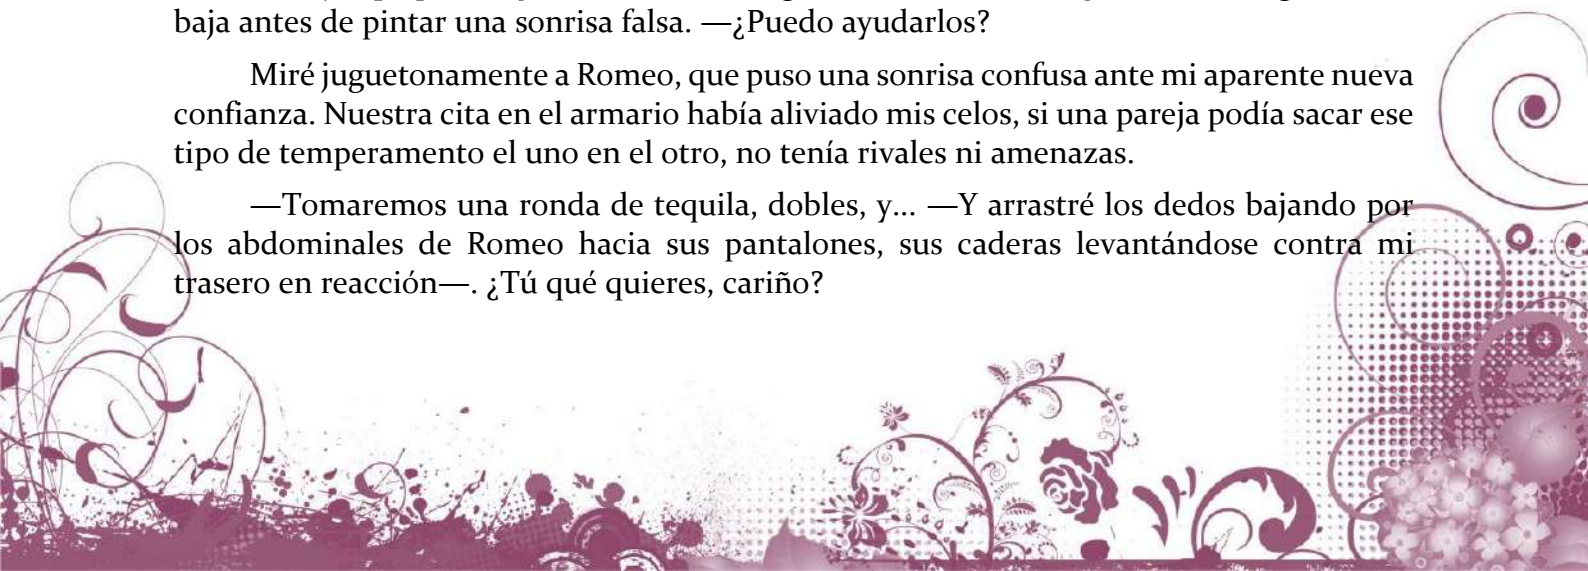 baja antes de pintar una sonrisa falsa. —¿Puedo ayudarlos?
Miré juguetonamente a Romeo, que puso una sonrisa confusa ante mi aparente nueva
confianza. Nuestra cita en el armario había aliviado mis celos, si una pareja podía sacar ese
tipo de temperamento el uno en el otro, no tenía rivales ni amenazas.
—Tomaremos una ronda de tequila, dobles, y... —Y arrastré los dedos bajando por
los abdominales de Romeo hacia sus pantalones, sus caderas levantándose contra mi
trasero en reacción—. ¿Tú qué quieres, cariño?